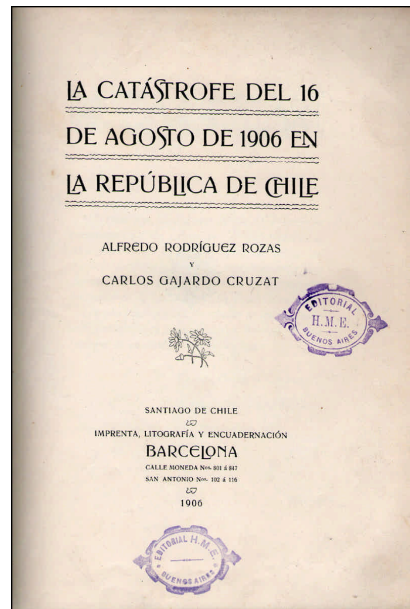 LA CATÁSTROFE DEL 16
DE AGOSTO DE 1906 EN
LA REPÚBLICA DE CHILE
ALFREDO RODRÍGUEZ ROZAS
Y
CARLOS GAJARDO CRUZAT
EDITORIAL
H.M.E.
BUENOS AIRES
SANTIAGO DE CHILE
IMPRENTA, LITOGRAFÍA Y ENCUADERNACIÓN
BARCELONA
CALLE MONEDA Nos. 801 á 847
SAN ANTONIO Nos. 102 á 116
1906
EDITORIAL H.M.E.
BUENOS AIRES